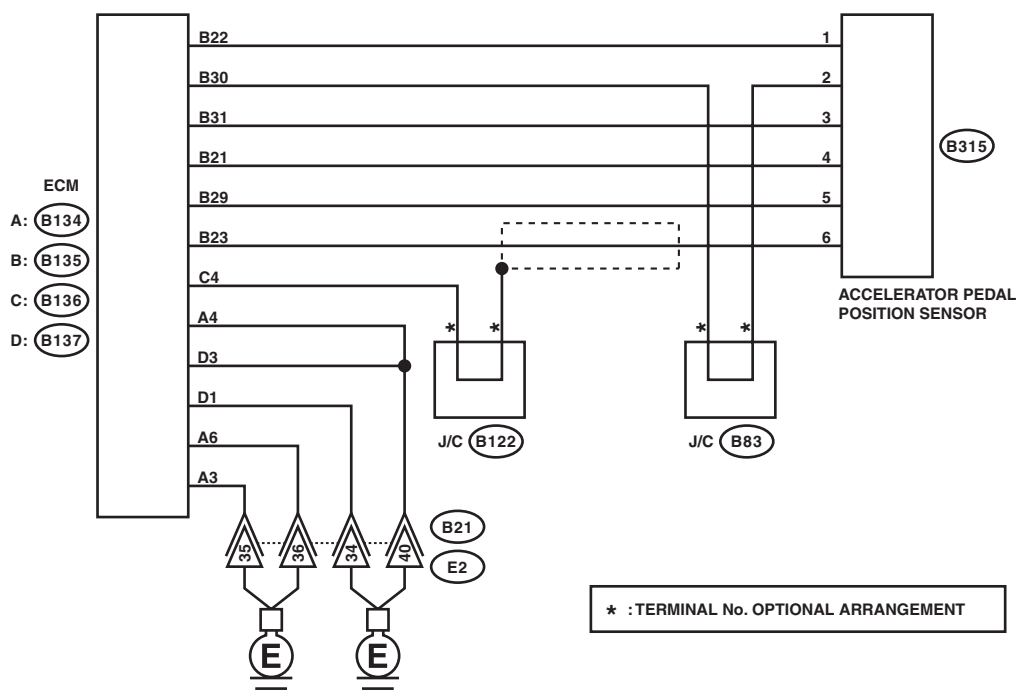 B22
1
B30
2
B31
3
B315
B21
4
ECM
B29
5
A: B134
B23
6
B: B135
C4
ACCELERATOR PEDAL
POSITION SENSOR
C: B136
A4
* * * *
D: B137
D3
D1
A6
J/C B122
J/C B83
A3
B21
35 36 34 40
E2
* : TERMINAL No. OPTIONAL ARRANGEMENT
E E